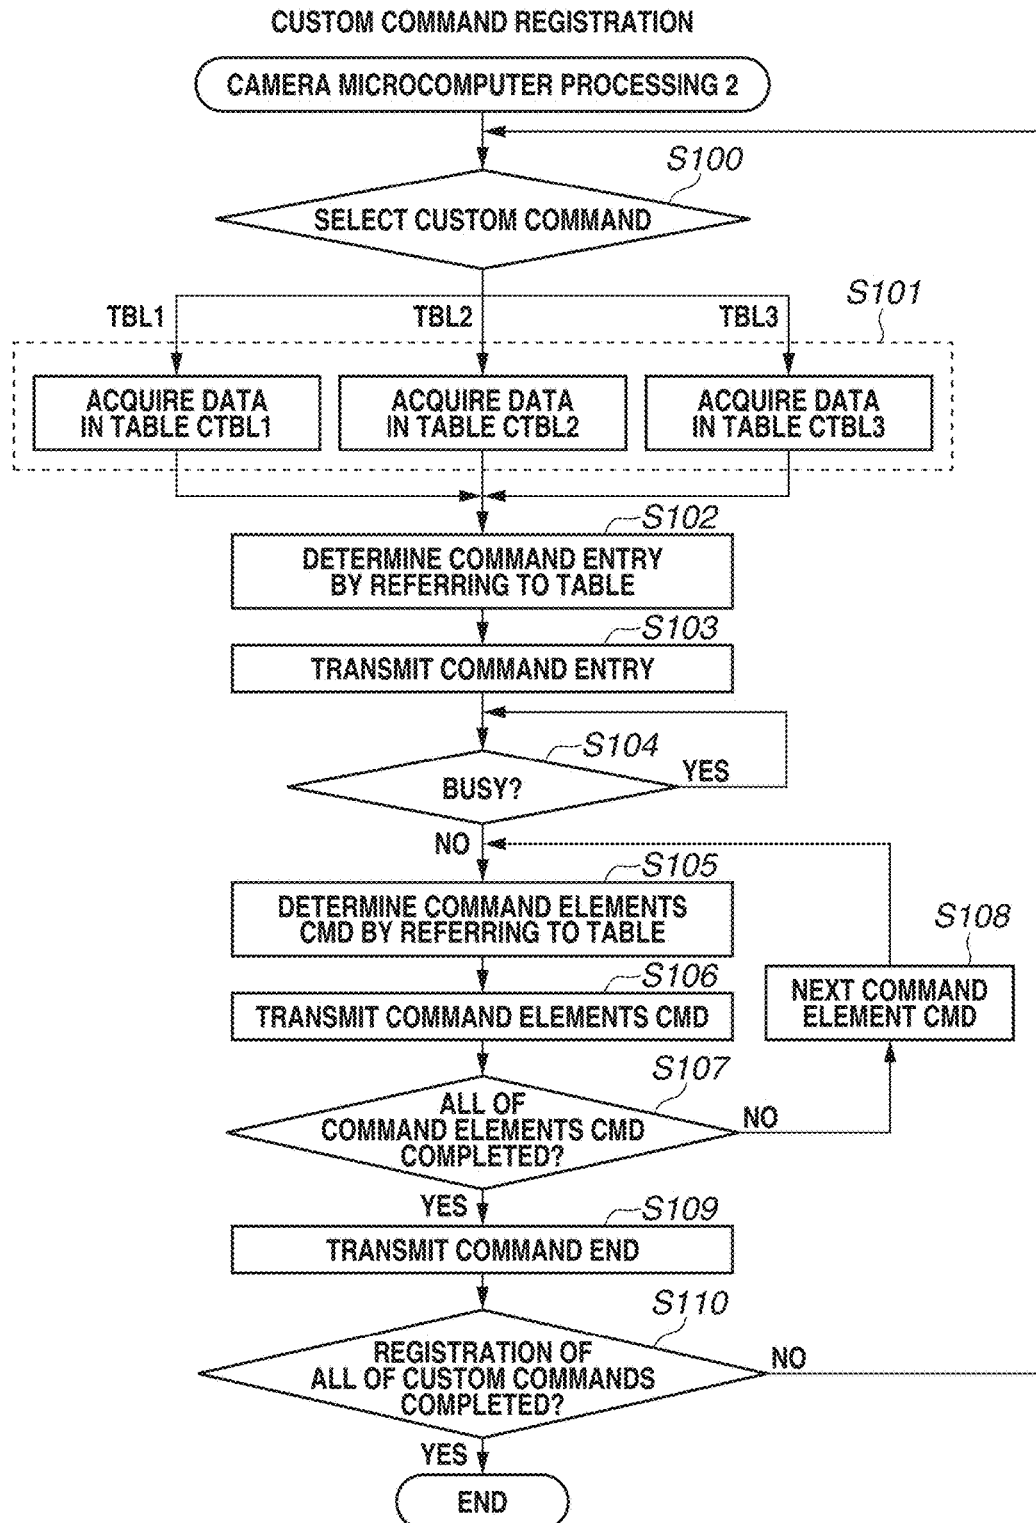 CUSTOM COMMAND REGISTRATION
CAMERA MICROCOMPUTER PROCESSING 2
S100
SELECT CUSTOM COMMAND
S101
TBL1
TBL2
TBL3
ACQUIRE DATA
IN TABLE CTBL1
ACQUIRE DATA
IN TABLE CTBL2
ACQUIRE DATA
IN TABLE CTBL3
S102
DETERMINE COMMAND ENTRY
BY REFERRING TO TABLE
S103
TRANSMIT COMMAND ENTRY
S104
BUSY?
YES
NO
S105
DETERMINE COMMAND ELEMENTS
CMD BY REFERRING TO TABLE
S108
NEXT COMMAND
ELEMENT CMD
S106
TRANSMIT COMMAND ELEMENTS CMD
S107
ALL OF
COMMAND ELEMENTS CMD
COMPLETED?
NO
YES
S109
TRANSMIT COMMAND END
S110
REGISTRATION OF
ALL OF CUSTOM COMMANDS
COMPLETED?
NO
YES
END